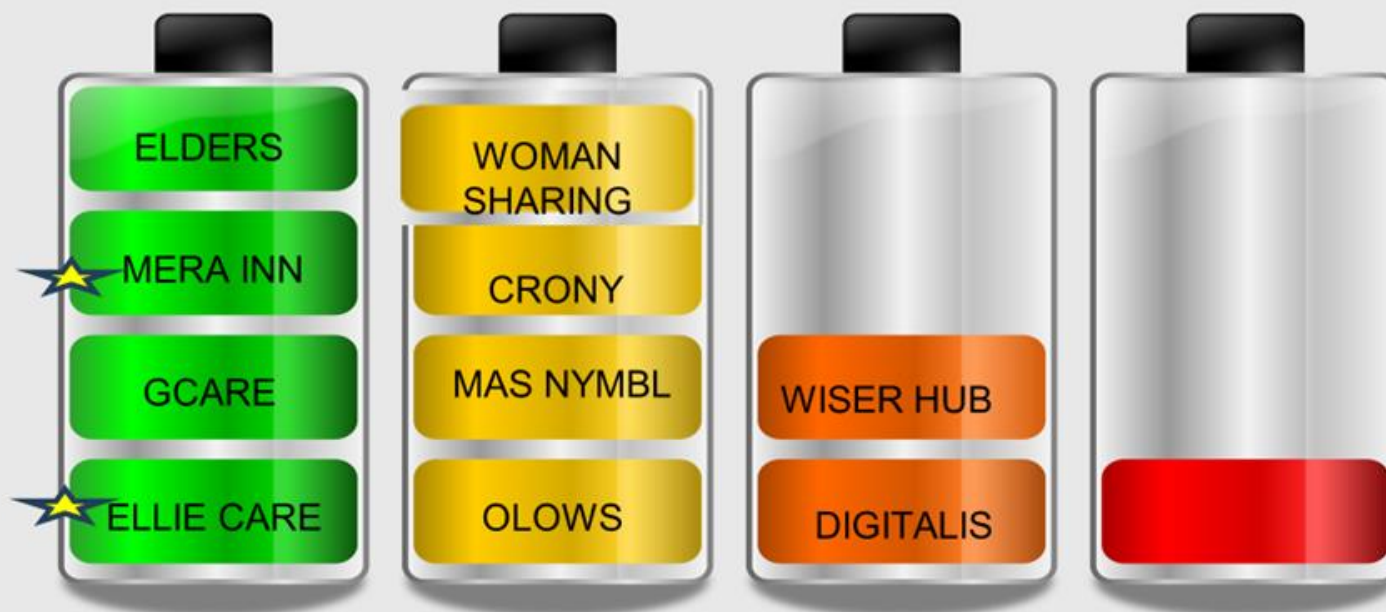 ELDERS
MERA INN
GCARE
ELLIE CARE
WOMAN
SHARING
CRONY
MAS NYMBL
OLOWS
WISER HUB
DIGITALIS